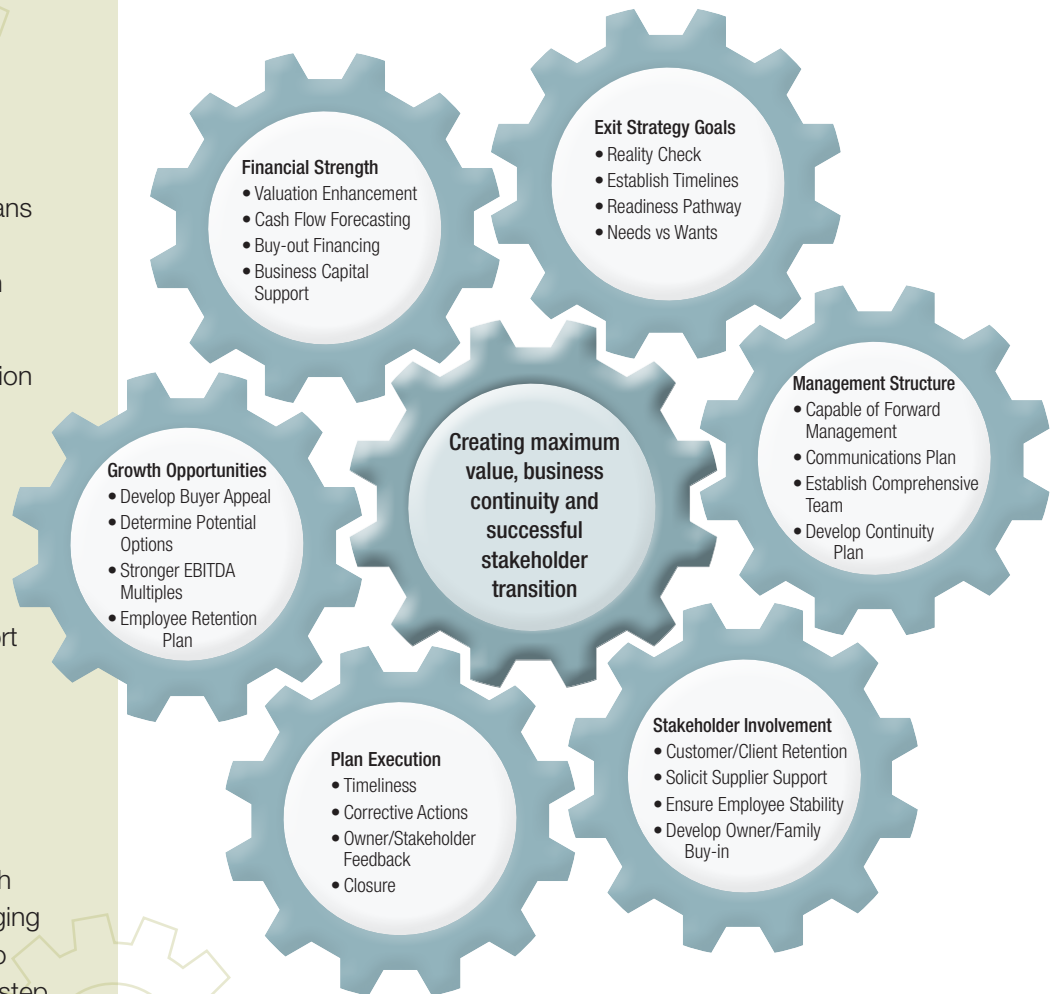 Financial Strength
• Valuation Enhancement
• Cash Flow Forecasting
• Buy-out Financing
• Business Capital
Support
Exit Strategy Goals
• Reality Check
• Establish Timelines
• Readiness Pathway
• Needs vs Wants
Management Structure
• Capable of Forward
Management
• Communications Plan
• Establish Comprehensive
Team
• Develop Continuity
Plan
Growth Opportunities
• Develop Buyer Appeal
• Determine Potential
Options
• Stronger EBITDA
Multiples
• Employee Retention
Plan
Creating maximum
value, business
continuity and
successful
stakeholder
transition
Plan Execution
• Timeliness
• Corrective Actions
• Owner/Stakeholder
Feedback
• Closure
Stakeholder Involvement
• Customer/Client Retention
• Solicit Supplier Support
• Ensure Employee Stability
• Develop Owner/Family
Buy-in
step